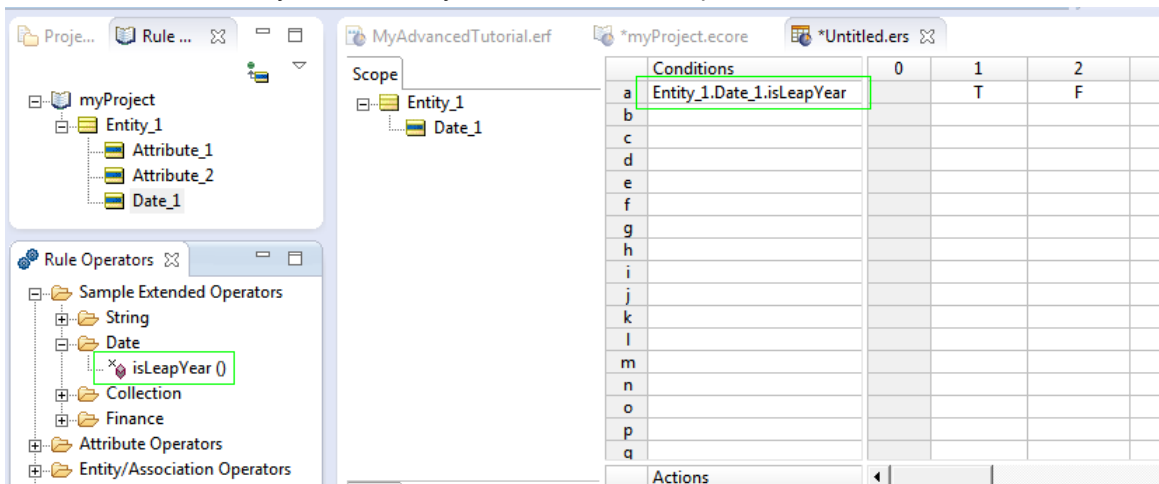 Proje...
Rule ...
myProject
Entity_1
Attribute_1
Attribute_2
Date_1
Rule Operators
Sample Extended Operators
String
Date
isLeapYear ()
Collection
Finance
Attribute Operators
Entity/Association Operators
MyAdvancedTutorial.erf
*myProject.ecore
*Untitled.ers
Scope
Entity_1
Date_1
Conditions 0 1 2
a Entity_1.Date_1.isLeapYear T F
b
c
d
e
f
g
h
i
j
k
l
m
n
o
p
q
Actions